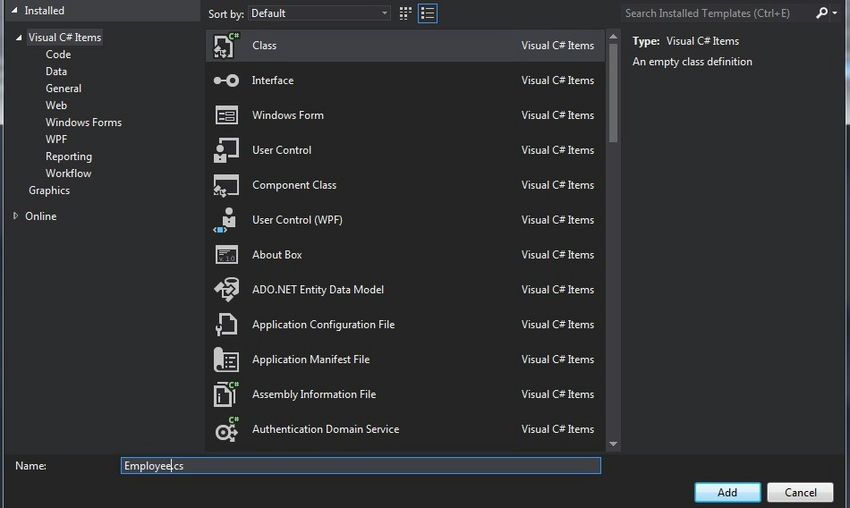 Installed
Sort by: Default
Search Installed Templates (Ctrl+E)
Visual C# Items
Code
Data
General
Web
Windows Forms
WPF
Reporting
Workflow
Graphics
Online
C#
Class Visual C# Items
Interface Visual C# Items
Windows Form Visual C# Items
User Control Visual C# Items
Component Class Visual C# Items
User Control (WPF) Visual C# Items
v 1.0
About Box Visual C# Items
ADO.NET Entity Data Model Visual C# Items
Application Configuration File Visual C# Items
Application Manifest File Visual C# Items
C#
Assembly Information File Visual C# Items
C#
Authentication Domain Service Visual C# Items
Type: Visual C# Items
An empty class definition
Name: Employee.cs
Add Cancel